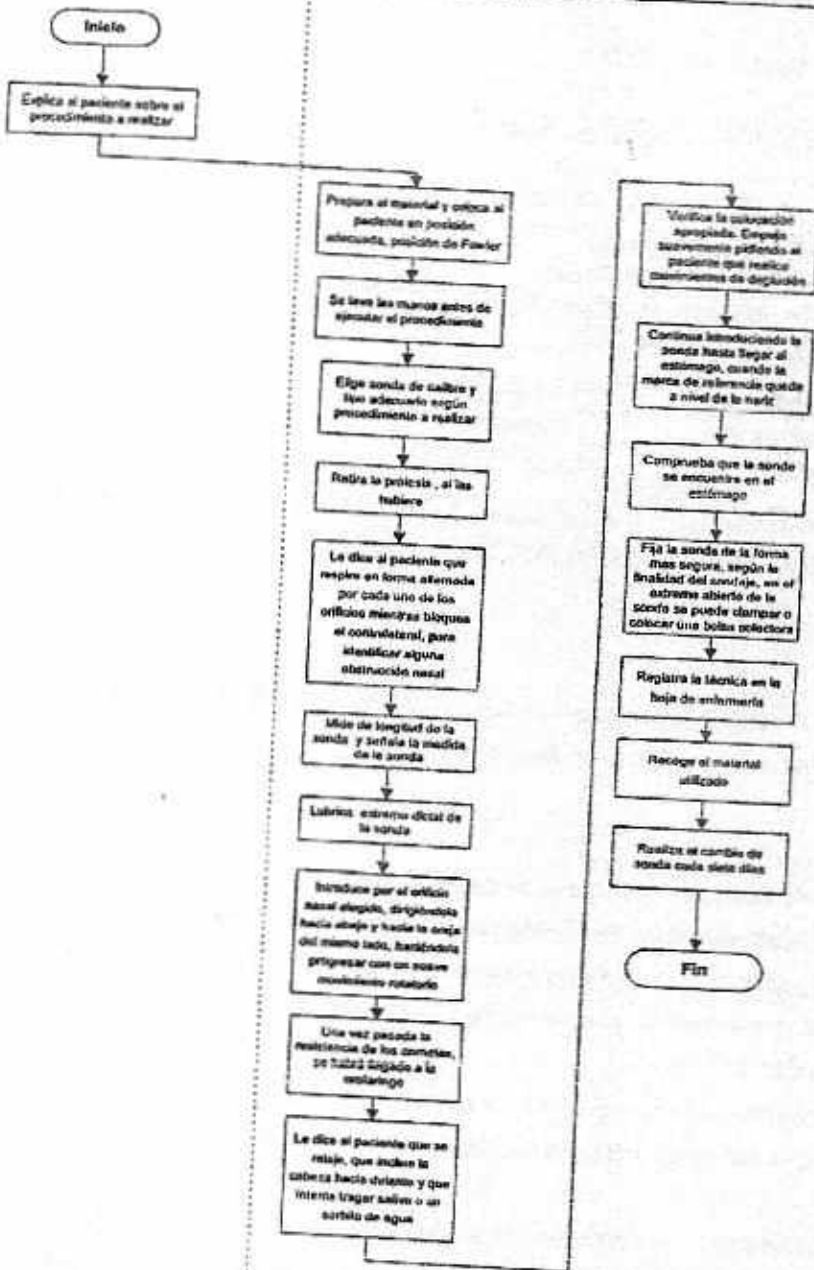 Inicio
Explica al paciente sobre el
procedimiento a realizar
Prepara el material y coloca al
paciente en posición
adecuada, posición de Fowler
Se lava las manos antes de
ejecutar el procedimiento
Elige sonda de calibre y
tipo adecuado según
procedimiento a realizar
Retira la prótesis , si las
hubiere
Le dice al paciente que
respire en forma alternada
por cada uno de los
orificios mientras bloquea
el contralateral, para
identificar alguna
obstrucción nasal
Mide de longitud de la
sonda y señala la medida
de la sonda
Lubrica extremo distal de
la sonda
Introduce por el orificio
nasal elegido, dirigiéndola
hacia abajo y hacia la oreja
del mismo lado, haciéndola
progresar con un suave
movimiento rotatorio
Una vez pasada la
resistencia de los cornetes,
se habrá llegado a la
Le dice al paciente que se
relaje, que incline la
cabeza hacia delante y que
intente tragar saliva o un
sorbito de agua
Verifica la colocación
apropiada. Empuja
suavemente pidiendo al
paciente que realice
movimientos de deglución
Continua introduciendo la
sonda hasta llegar al
estómago, cuando la
marca de referencia quede
a nivel de la nariz
Comprueba que la sonda
se encuentre en el
estómago
Fija la sonda de la forma
mas segura, según la
finalidad del sondaje, en el
extremo abierto de la
sonda se puede clampar o
colocar una bolsa colectora
Registra la técnica en la
hoja de enfermería
Recoge el material
utilizado
Realiza el cambio de
sonda cada siete días
Fin